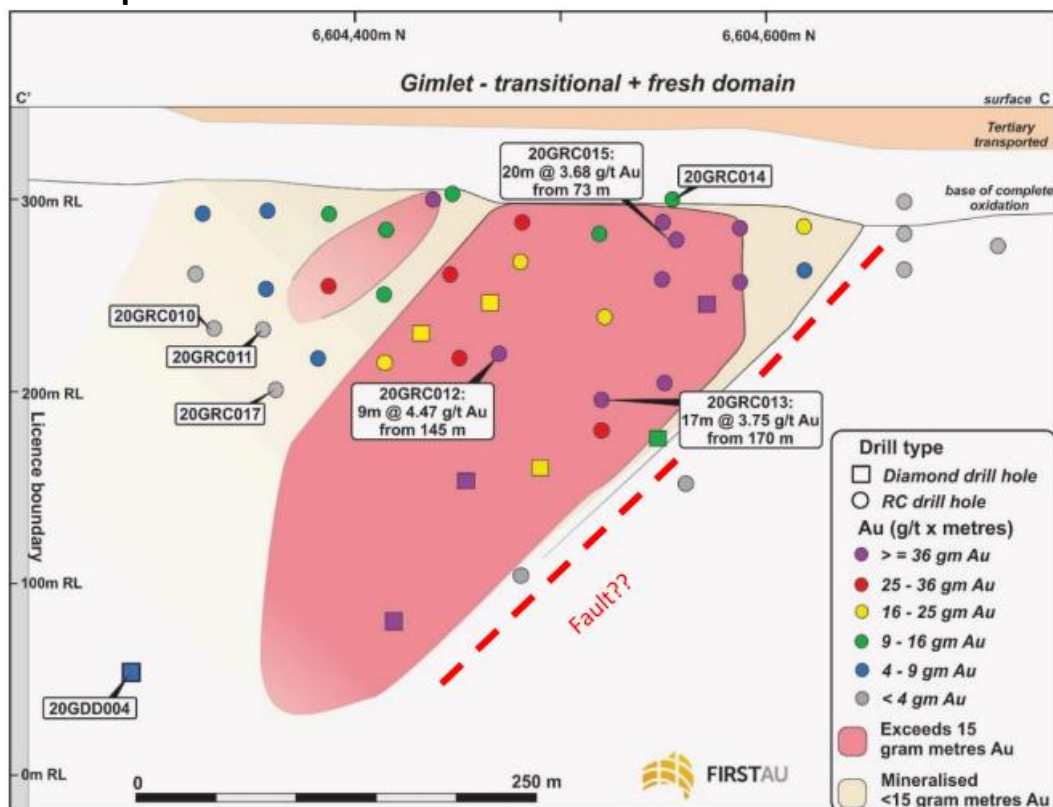 6,604,400m N
6,604,600m N
Gimlet - transitional + fresh domain
C'
surface C
Tertiary
transported
20GRC015:
20m @ 3.68 g/t Au
from 73 m
20GRC014
300m RL
base of complete
oxidation
20GRC010
20GRC011
200m RL
20GRC017
20GRC012:
9m @ 4.47 g/t Au
from 145 m
20GRC013:
17m @ 3.75 g/t Au
from 170 m
Licence boundary
100m RL
Fault??
20GDD004
0m RL
0
250 m
FIRSTAU
Drill type
Diamond drill hole
RC drill hole
Au (g/t x metres)
> = 36 gm Au
25 - 36 gm Au
16 - 25 gm Au
9 - 16 gm Au
4 - 9 gm Au
< 4 gm Au
Exceeds 15
gram metres Au
Mineralised
<15 gram metres Au